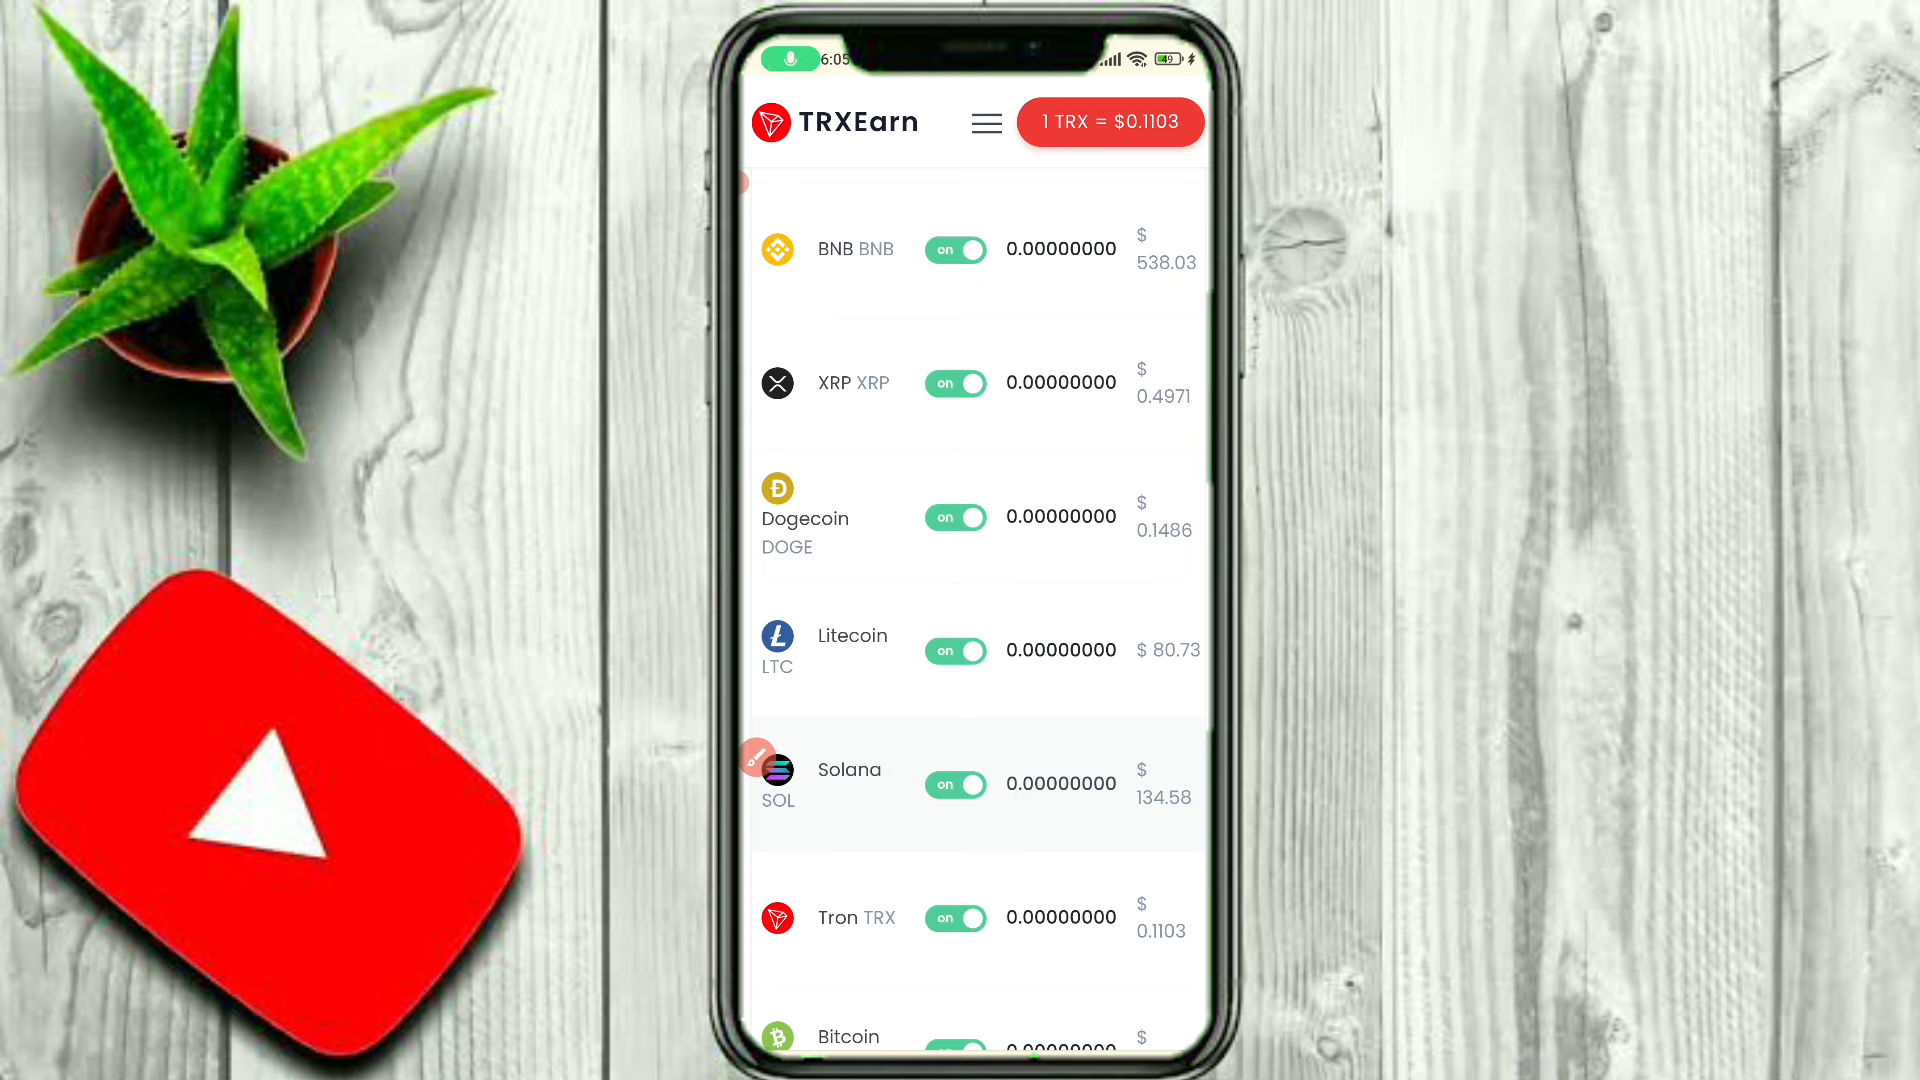 6:05
49
TRXEarn
1 TRX = $0.1103
BNB BNB on 0.00000000 $
538.03
XRP XRP on 0.00000000 $
0.4971
Dogecoin
DOGE on 0.00000000 $
0.1486
Litecoin
LTC on 0.00000000 $ 80.73
Solana
SOL on 0.00000000 $
134.58
Tron TRX on 0.00000000 $
0.1103
Bitcoin $